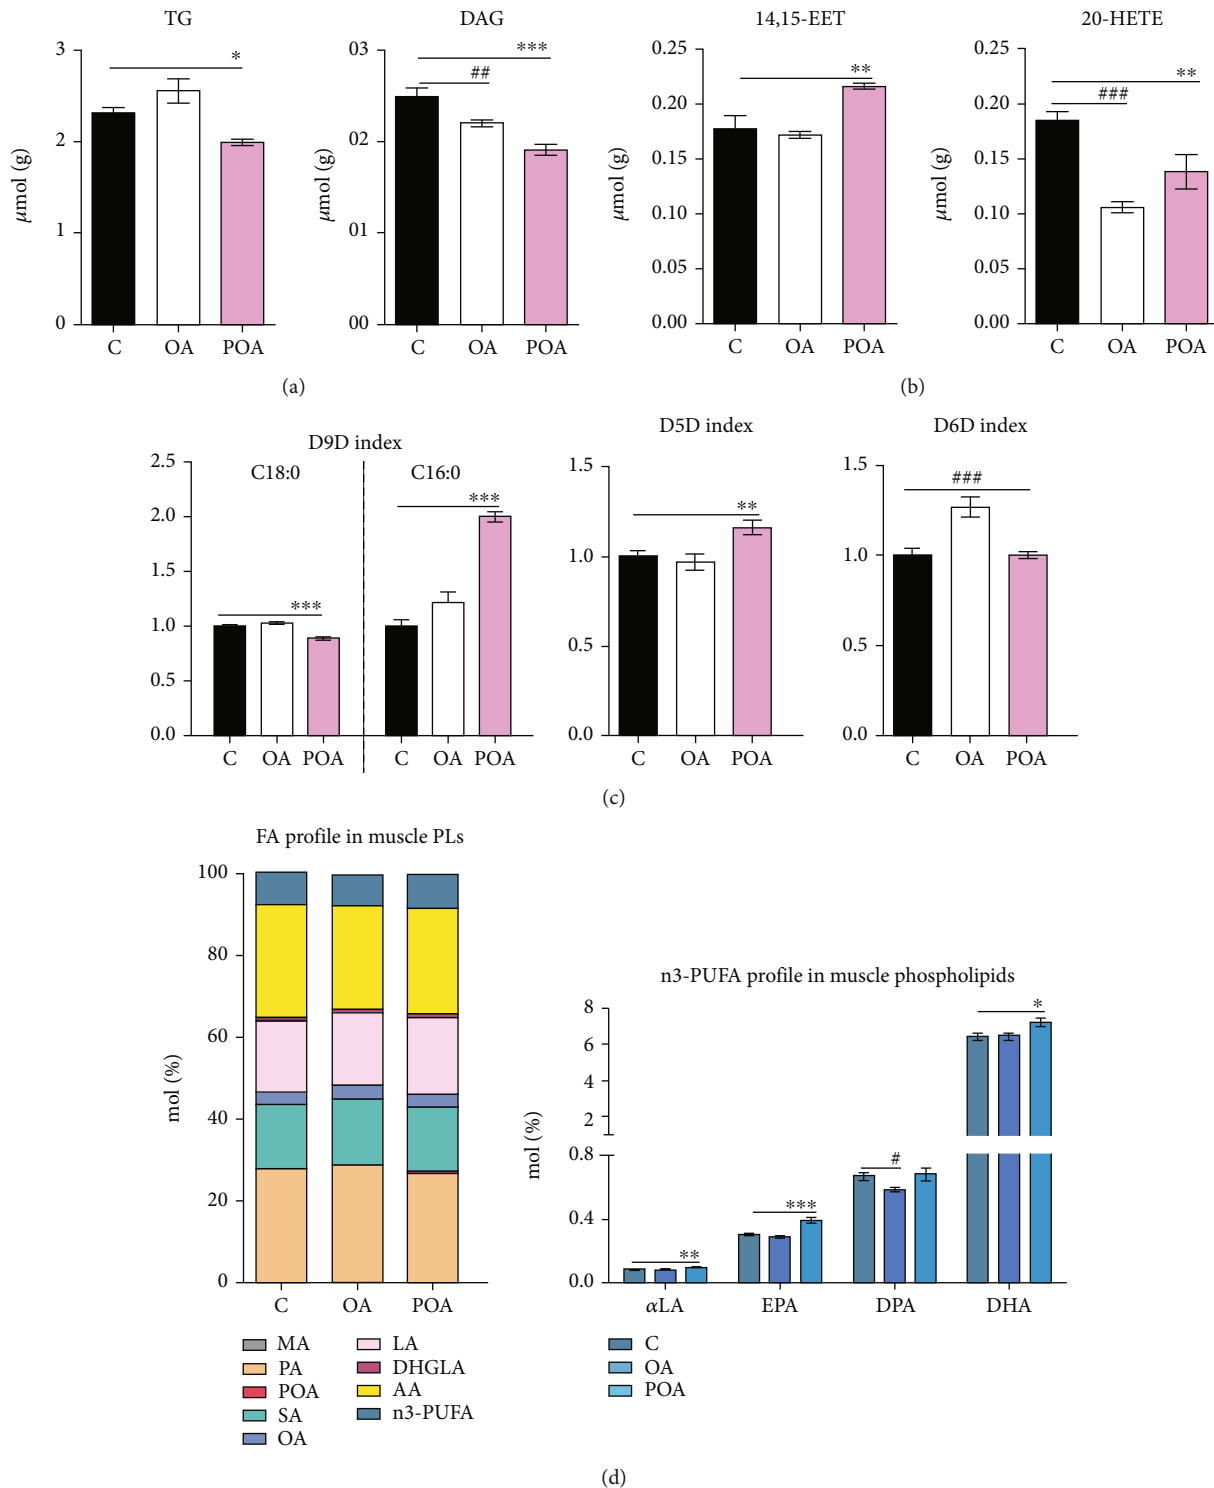 TG
DAG
14,15-EET
20-HETE
μmol (g)
3
2
1
0
*
C OA POA
μmol (g)
03
02
01
00
##
***
C OA POA
(a)
μmol (g)
0.25
0.20
0.15
0.10
0.05
0.00
**
C OA POA
μmol (g)
0.25
0.20
0.15
0.10
0.05
0.00
###
**
C OA POA
(b)
D9D index
C18:0 C16:0
2.5
2.0
1.5
1.0
0.5
0.0
***
***
C OA POA C OA POA
D5D index
1.5
1.0
0.5
0.0
**
C OA POA
D6D index
1.5
1.0
0.5
0.0
###
C OA POA
(c)
FA profile in muscle PLs
mol (%)
100
80
60
40
20
0
C OA POA
MA
PA
POA
SA
OA
LA
DHGLA
AA
n3-PUFA
n3-PUFA profile in muscle phospholipids
mol (%)
8
6
4
2
0.8
0.4
0.0
**
***
#
*
αLA EPA DPA DHA
C
OA
POA
(d)